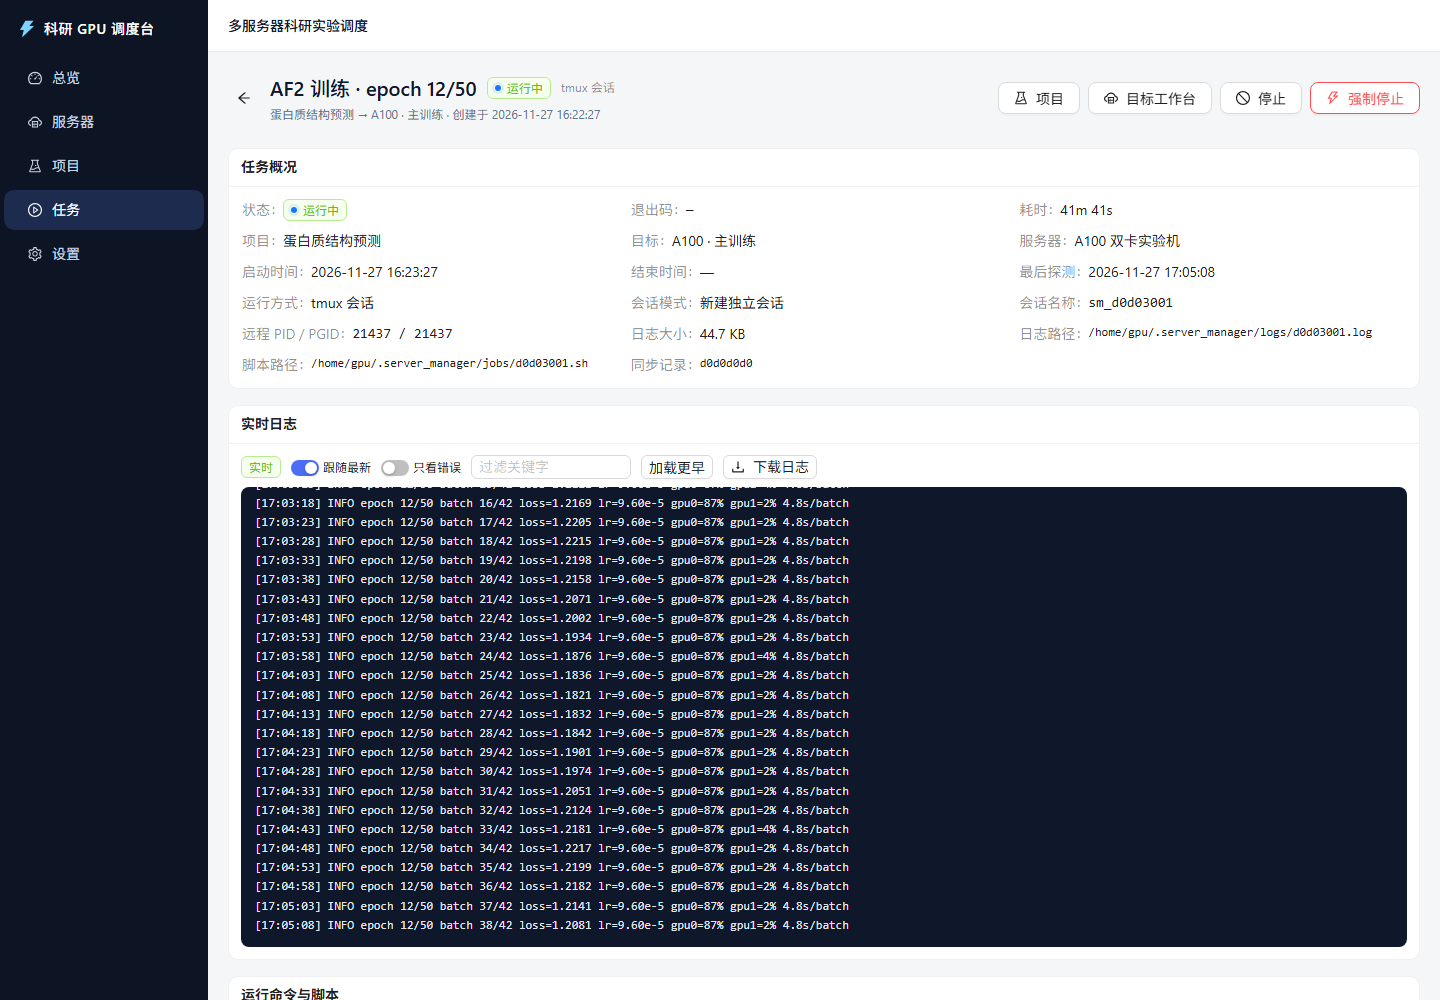 科研 GPU 调度台
总览
服务器
项目
任务
设置
多服务器科研实验调度
AF2 训练 · epoch 12/50 运行中 tmux 会话
蛋白质结构预测 → A100 · 主训练 · 创建于 2026-11-27 16:22:27
项目 目标工作台 停止 强制停止
任务概况
状态: 运行中 退出码: – 耗时: 41m 41s
项目: 蛋白质结构预测 目标: A100 · 主训练 服务器: A100 双卡实验机
启动时间: 2026-11-27 16:23:27 结束时间: — 最后探测: 2026-11-27 17:05:08
运行方式: tmux 会话 会话模式: 新建独立会话 会话名称: sm_d0d03001
远程 PID / PGID: 21437 / 21437 日志大小: 44.7 KB 日志路径: /home/gpu/.server_manager/logs/d0d03001.log
脚本路径: /home/gpu/.server_manager/jobs/d0d03001.sh 同步记录: d0d0d0d0
实时日志
实时 跟随最新 只看错误 过滤关键字 加载更早 下载日志
[17:03:18] INFO epoch 12/50 batch 16/42 loss=1.2169 lr=9.60e-5 gpu0=87% gpu1=2% 4.8s/batch
[17:03:23] INFO epoch 12/50 batch 17/42 loss=1.2205 lr=9.60e-5 gpu0=87% gpu1=2% 4.8s/batch
[17:03:28] INFO epoch 12/50 batch 18/42 loss=1.2215 lr=9.60e-5 gpu0=87% gpu1=2% 4.8s/batch
[17:03:33] INFO epoch 12/50 batch 19/42 loss=1.2198 lr=9.60e-5 gpu0=87% gpu1=2% 4.8s/batch
[17:03:38] INFO epoch 12/50 batch 20/42 loss=1.2158 lr=9.60e-5 gpu0=87% gpu1=2% 4.8s/batch
[17:03:43] INFO epoch 12/50 batch 21/42 loss=1.2071 lr=9.60e-5 gpu0=87% gpu1=2% 4.8s/batch
[17:03:48] INFO epoch 12/50 batch 22/42 loss=1.2002 lr=9.60e-5 gpu0=87% gpu1=2% 4.8s/batch
[17:03:53] INFO epoch 12/50 batch 23/42 loss=1.1934 lr=9.60e-5 gpu0=87% gpu1=2% 4.8s/batch
[17:03:58] INFO epoch 12/50 batch 24/42 loss=1.1876 lr=9.60e-5 gpu0=87% gpu1=4% 4.8s/batch
[17:04:03] INFO epoch 12/50 batch 25/42 loss=1.1836 lr=9.60e-5 gpu0=87% gpu1=2% 4.8s/batch
[17:04:08] INFO epoch 12/50 batch 26/42 loss=1.1821 lr=9.60e-5 gpu0=87% gpu1=2% 4.8s/batch
[17:04:13] INFO epoch 12/50 batch 27/42 loss=1.1832 lr=9.60e-5 gpu0=87% gpu1=2% 4.8s/batch
[17:04:18] INFO epoch 12/50 batch 28/42 loss=1.1842 lr=9.60e-5 gpu0=87% gpu1=2% 4.8s/batch
[17:04:23] INFO epoch 12/50 batch 29/42 loss=1.1901 lr=9.60e-5 gpu0=87% gpu1=2% 4.8s/batch
[17:04:28] INFO epoch 12/50 batch 30/42 loss=1.1974 lr=9.60e-5 gpu0=87% gpu1=2% 4.8s/batch
[17:04:33] INFO epoch 12/50 batch 31/42 loss=1.2051 lr=9.60e-5 gpu0=87% gpu1=2% 4.8s/batch
[17:04:38] INFO epoch 12/50 batch 32/42 loss=1.2124 lr=9.60e-5 gpu0=87% gpu1=2% 4.8s/batch
[17:04:43] INFO epoch 12/50 batch 33/42 loss=1.2181 lr=9.60e-5 gpu0=87% gpu1=4% 4.8s/batch
[17:04:48] INFO epoch 12/50 batch 34/42 loss=1.2217 lr=9.60e-5 gpu0=87% gpu1=2% 4.8s/batch
[17:04:53] INFO epoch 12/50 batch 35/42 loss=1.2199 lr=9.60e-5 gpu0=87% gpu1=2% 4.8s/batch
[17:04:58] INFO epoch 12/50 batch 36/42 loss=1.2182 lr=9.60e-5 gpu0=87% gpu1=2% 4.8s/batch
[17:05:03] INFO epoch 12/50 batch 37/42 loss=1.2141 lr=9.60e-5 gpu0=87% gpu1=2% 4.8s/batch
[17:05:08] INFO epoch 12/50 batch 38/42 loss=1.2081 lr=9.60e-5 gpu0=87% gpu1=2% 4.8s/batch
运行命令与脚本